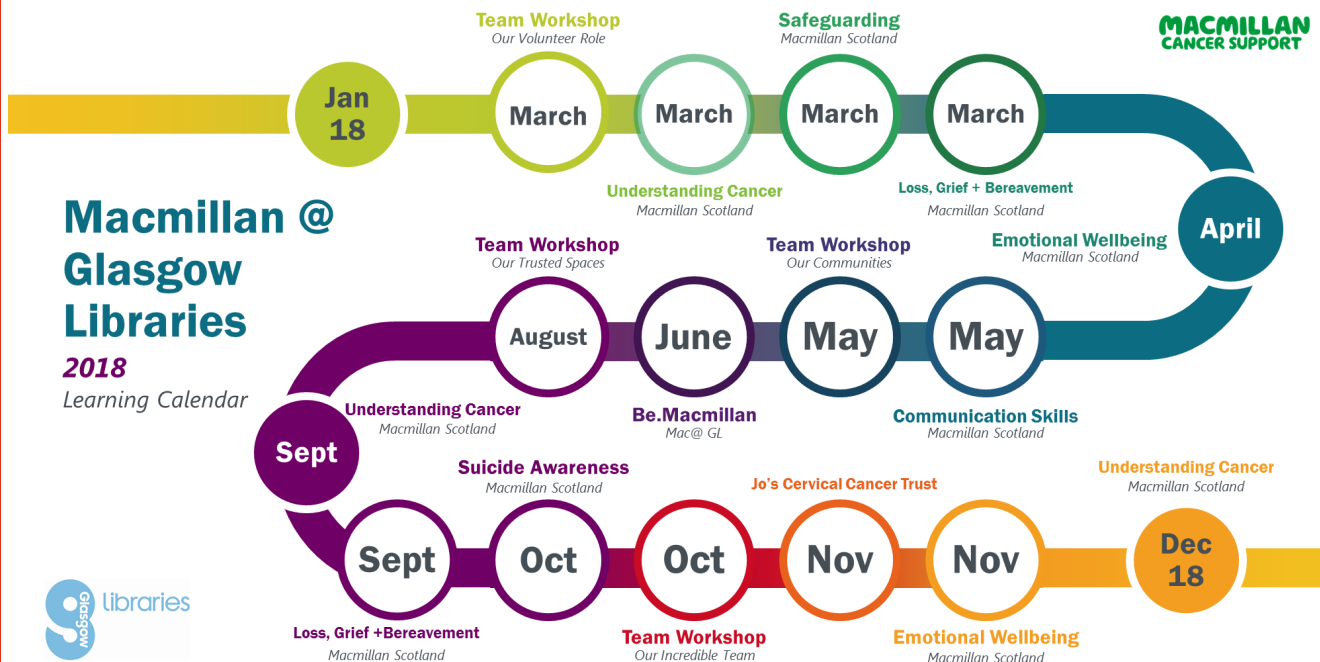 MACMILLAN
CANCER SUPPORT
Team Workshop
Our Volunteer Role
Safeguarding
Macmillan Scotland
Jan
18
March
March
March
March
Understanding Cancer
Macmillan Scotland
Loss, Grief + Bereavement
Macmillan Scotland
Macmillan @
Glasgow
Libraries
2018
Learning Calendar
April
Emotional Wellbeing
Macmillan Scotland
Team Workshop
Our Trusted Spaces
Team Workshop
Our Communities
August
June
May
May
Be.Macmillan
Mac@ GL
Communication Skills
Macmillan Scotland
Sept
Understanding Cancer
Macmillan Scotland
Suicide Awareness
Macmillan Scotland
Jo's Cervical Cancer Trust
Understanding Cancer
Macmillan Scotland
Sept
Oct
Oct
Nov
Nov
Dec
18
Loss, Grief +Bereavement
Macmillan Scotland
Team Workshop
Our Incredible Team
Emotional Wellbeing
Macmillan Scotland
Glasgow
libraries